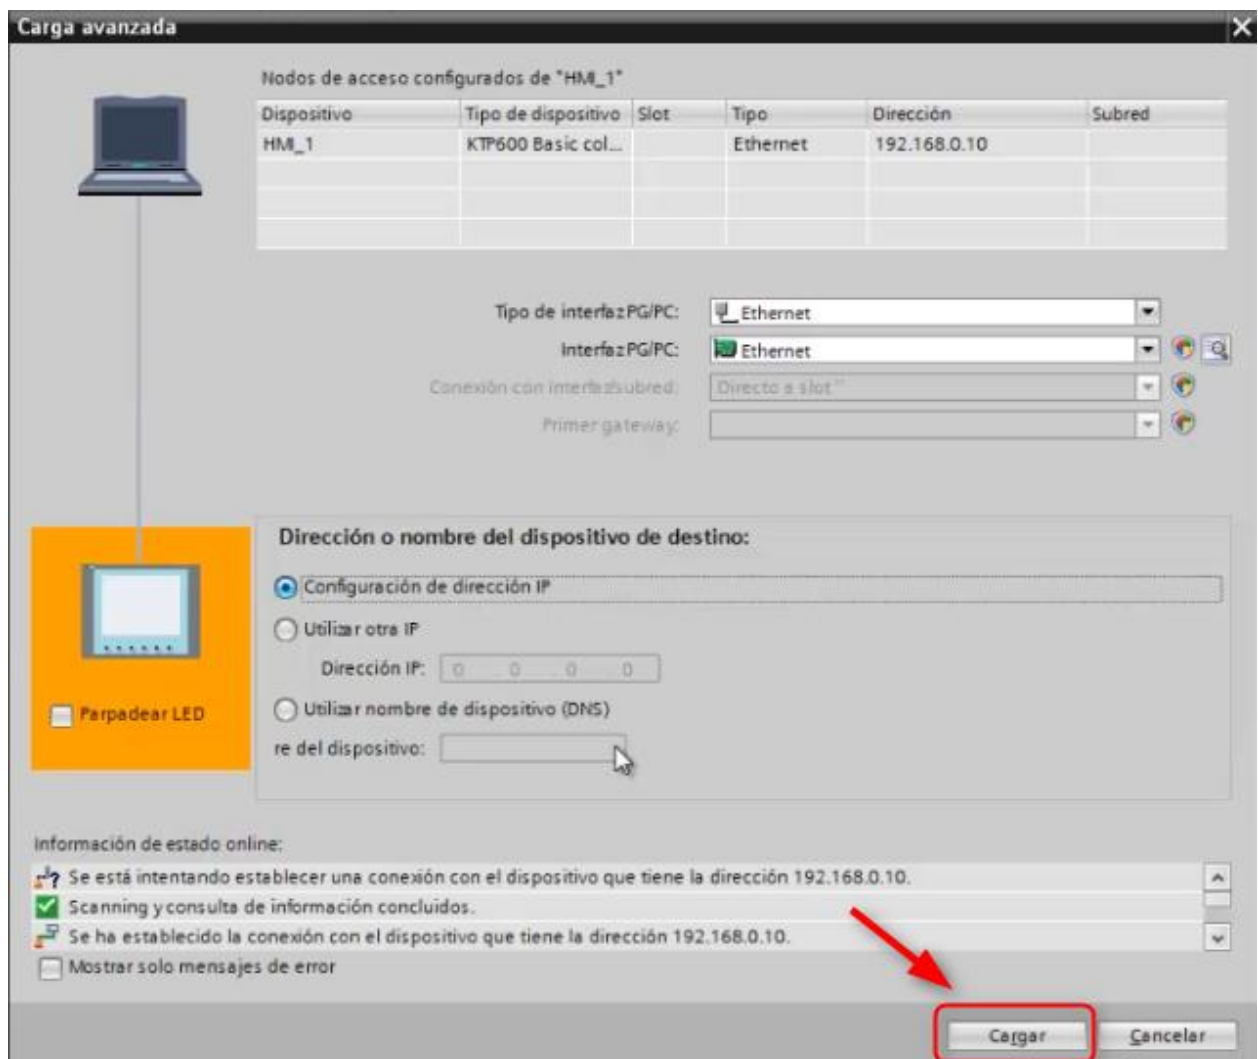 Carga avanzada
Nodos de acceso configurados de "HMI_1"
Dispositivo Tipo de dispositivo Slot Tipo Dirección Subred
HMI_1 KTP600 Basic col... Ethernet 192.168.0.10
Tipo de interfaz PG/PC: Ethernet
Interfaz PG/PC: Ethernet
Conexión con interfaz/subred: Directo a slot ''
Primer gateway:
Dirección o nombre del dispositivo de destino:
Configuración de dirección IP
Utilizar otra IP
Dirección IP: 0 . 0 . 0 . 0
Parpadear LED
Utilizar nombre de dispositivo (DNS)
re del dispositivo:
Información de estado online:
Se está intentando establecer una conexión con el dispositivo que tiene la dirección 192.168.0.10.
Scanning y consulta de información concluidos.
Se ha establecido la conexión con el dispositivo que tiene la dirección 192.168.0.10.
Mostrar solo mensajes de error
Cargar Cancelar